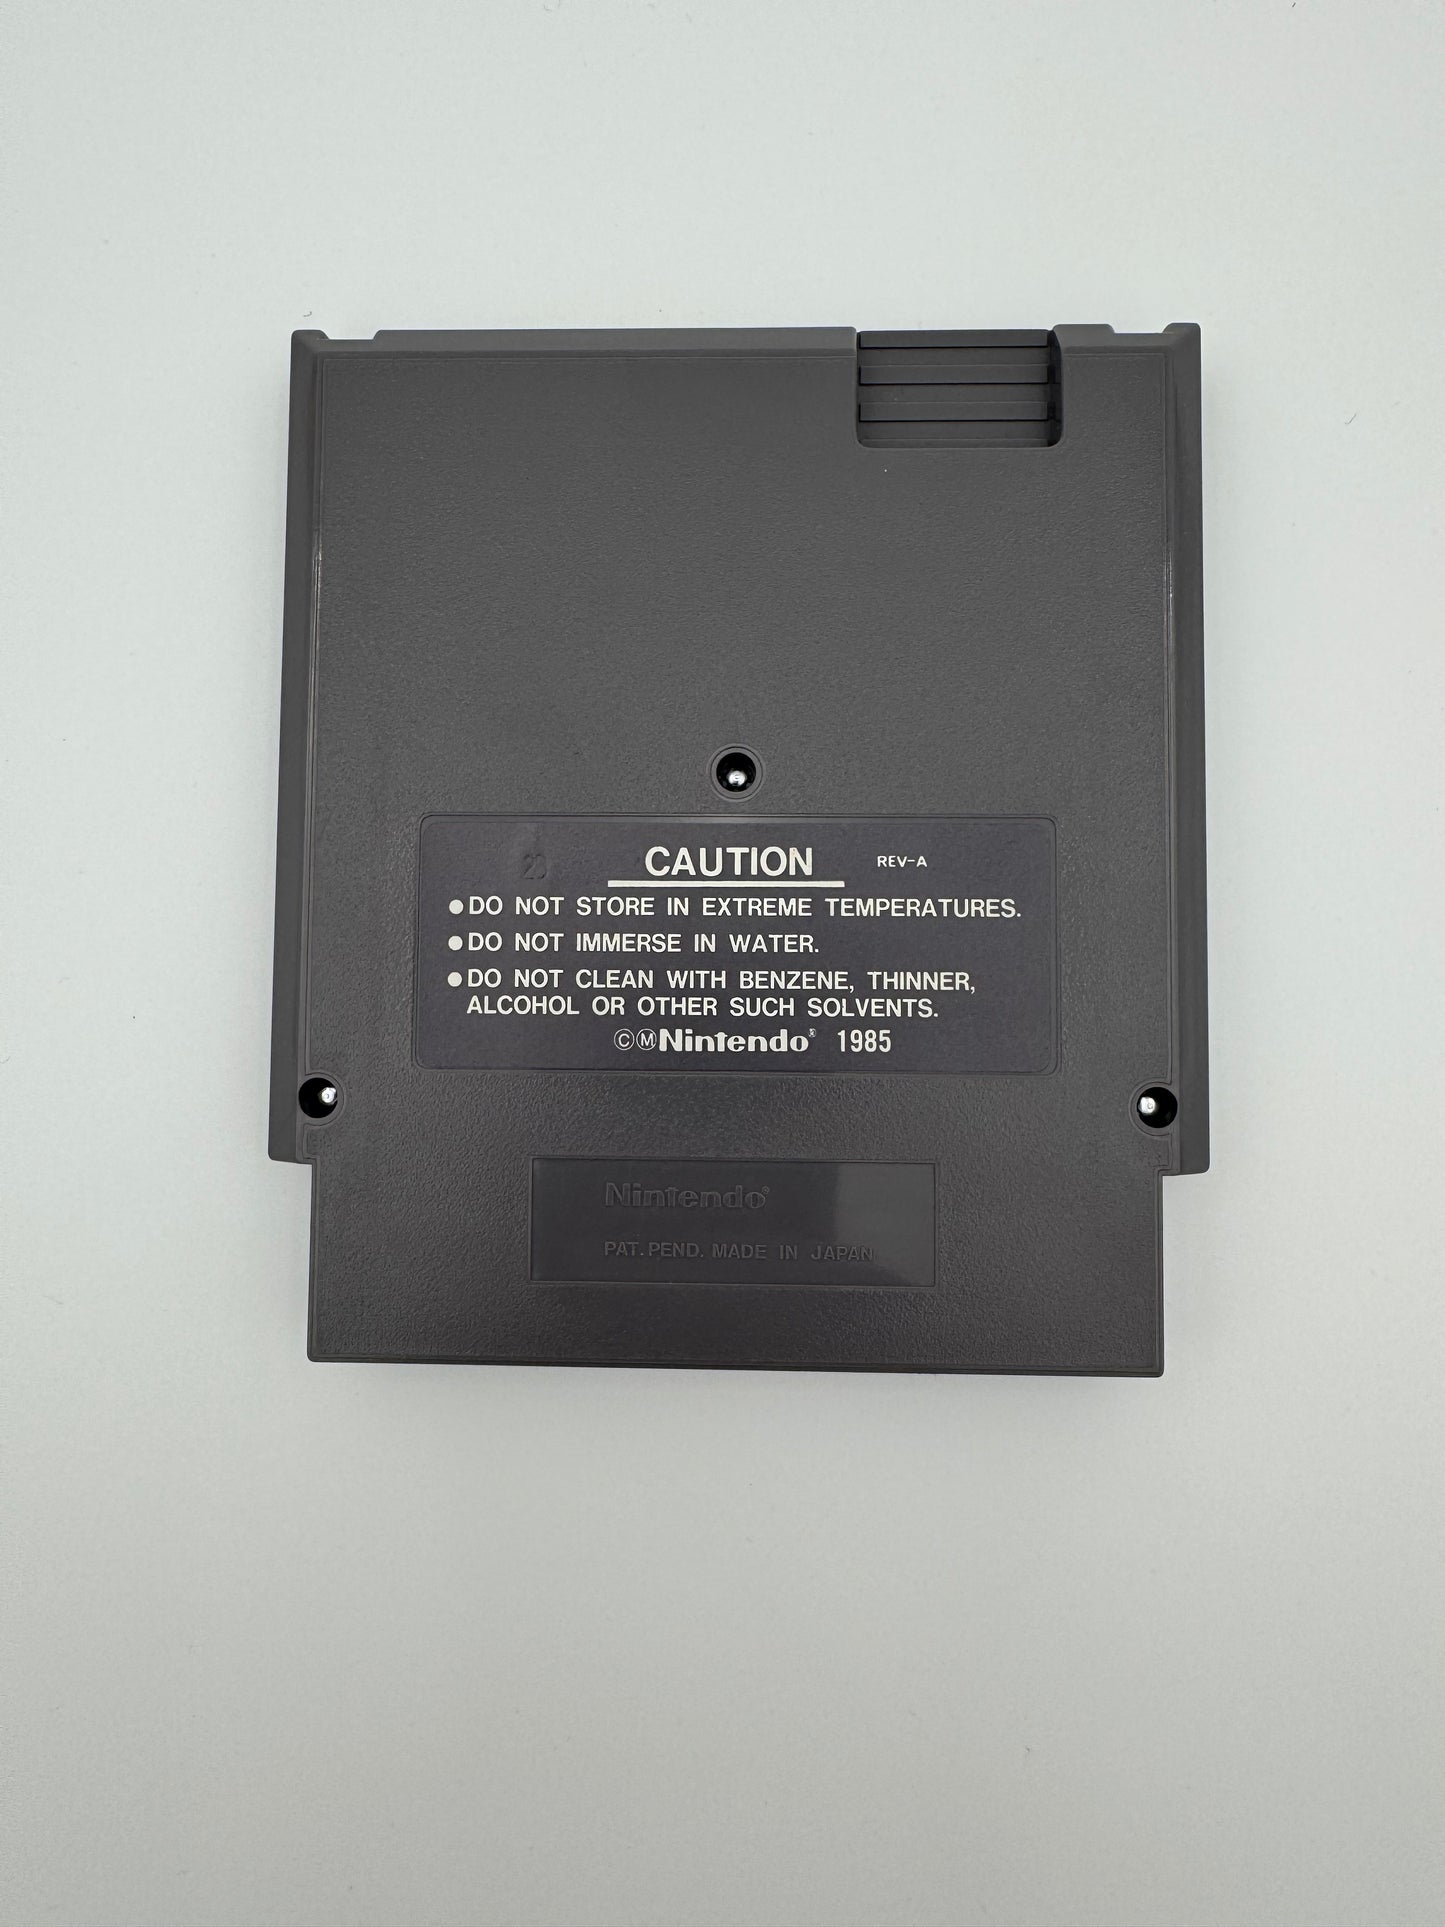 23
CAUTION REV-A
●DO NOT STORE IN EXTREME TEMPERATURES.
●DO NOT IMMERSE IN WATER.
●DO NOT CLEAN WITH BENZENE, THINNER,
ALCOHOL OR OTHER SUCH SOLVENTS.
©ⓂNintendo® 1985
Nintendo®
PAT. PEND. MADE IN JAPAN